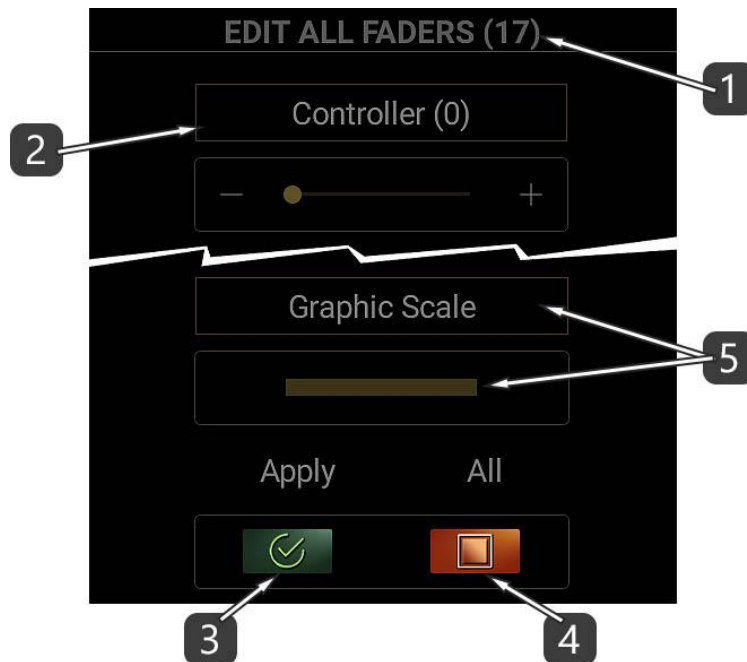 EDIT ALL FADERS (17)
1
Controller (0)
2
− +
Graphic Scale
5
Apply All
3 4